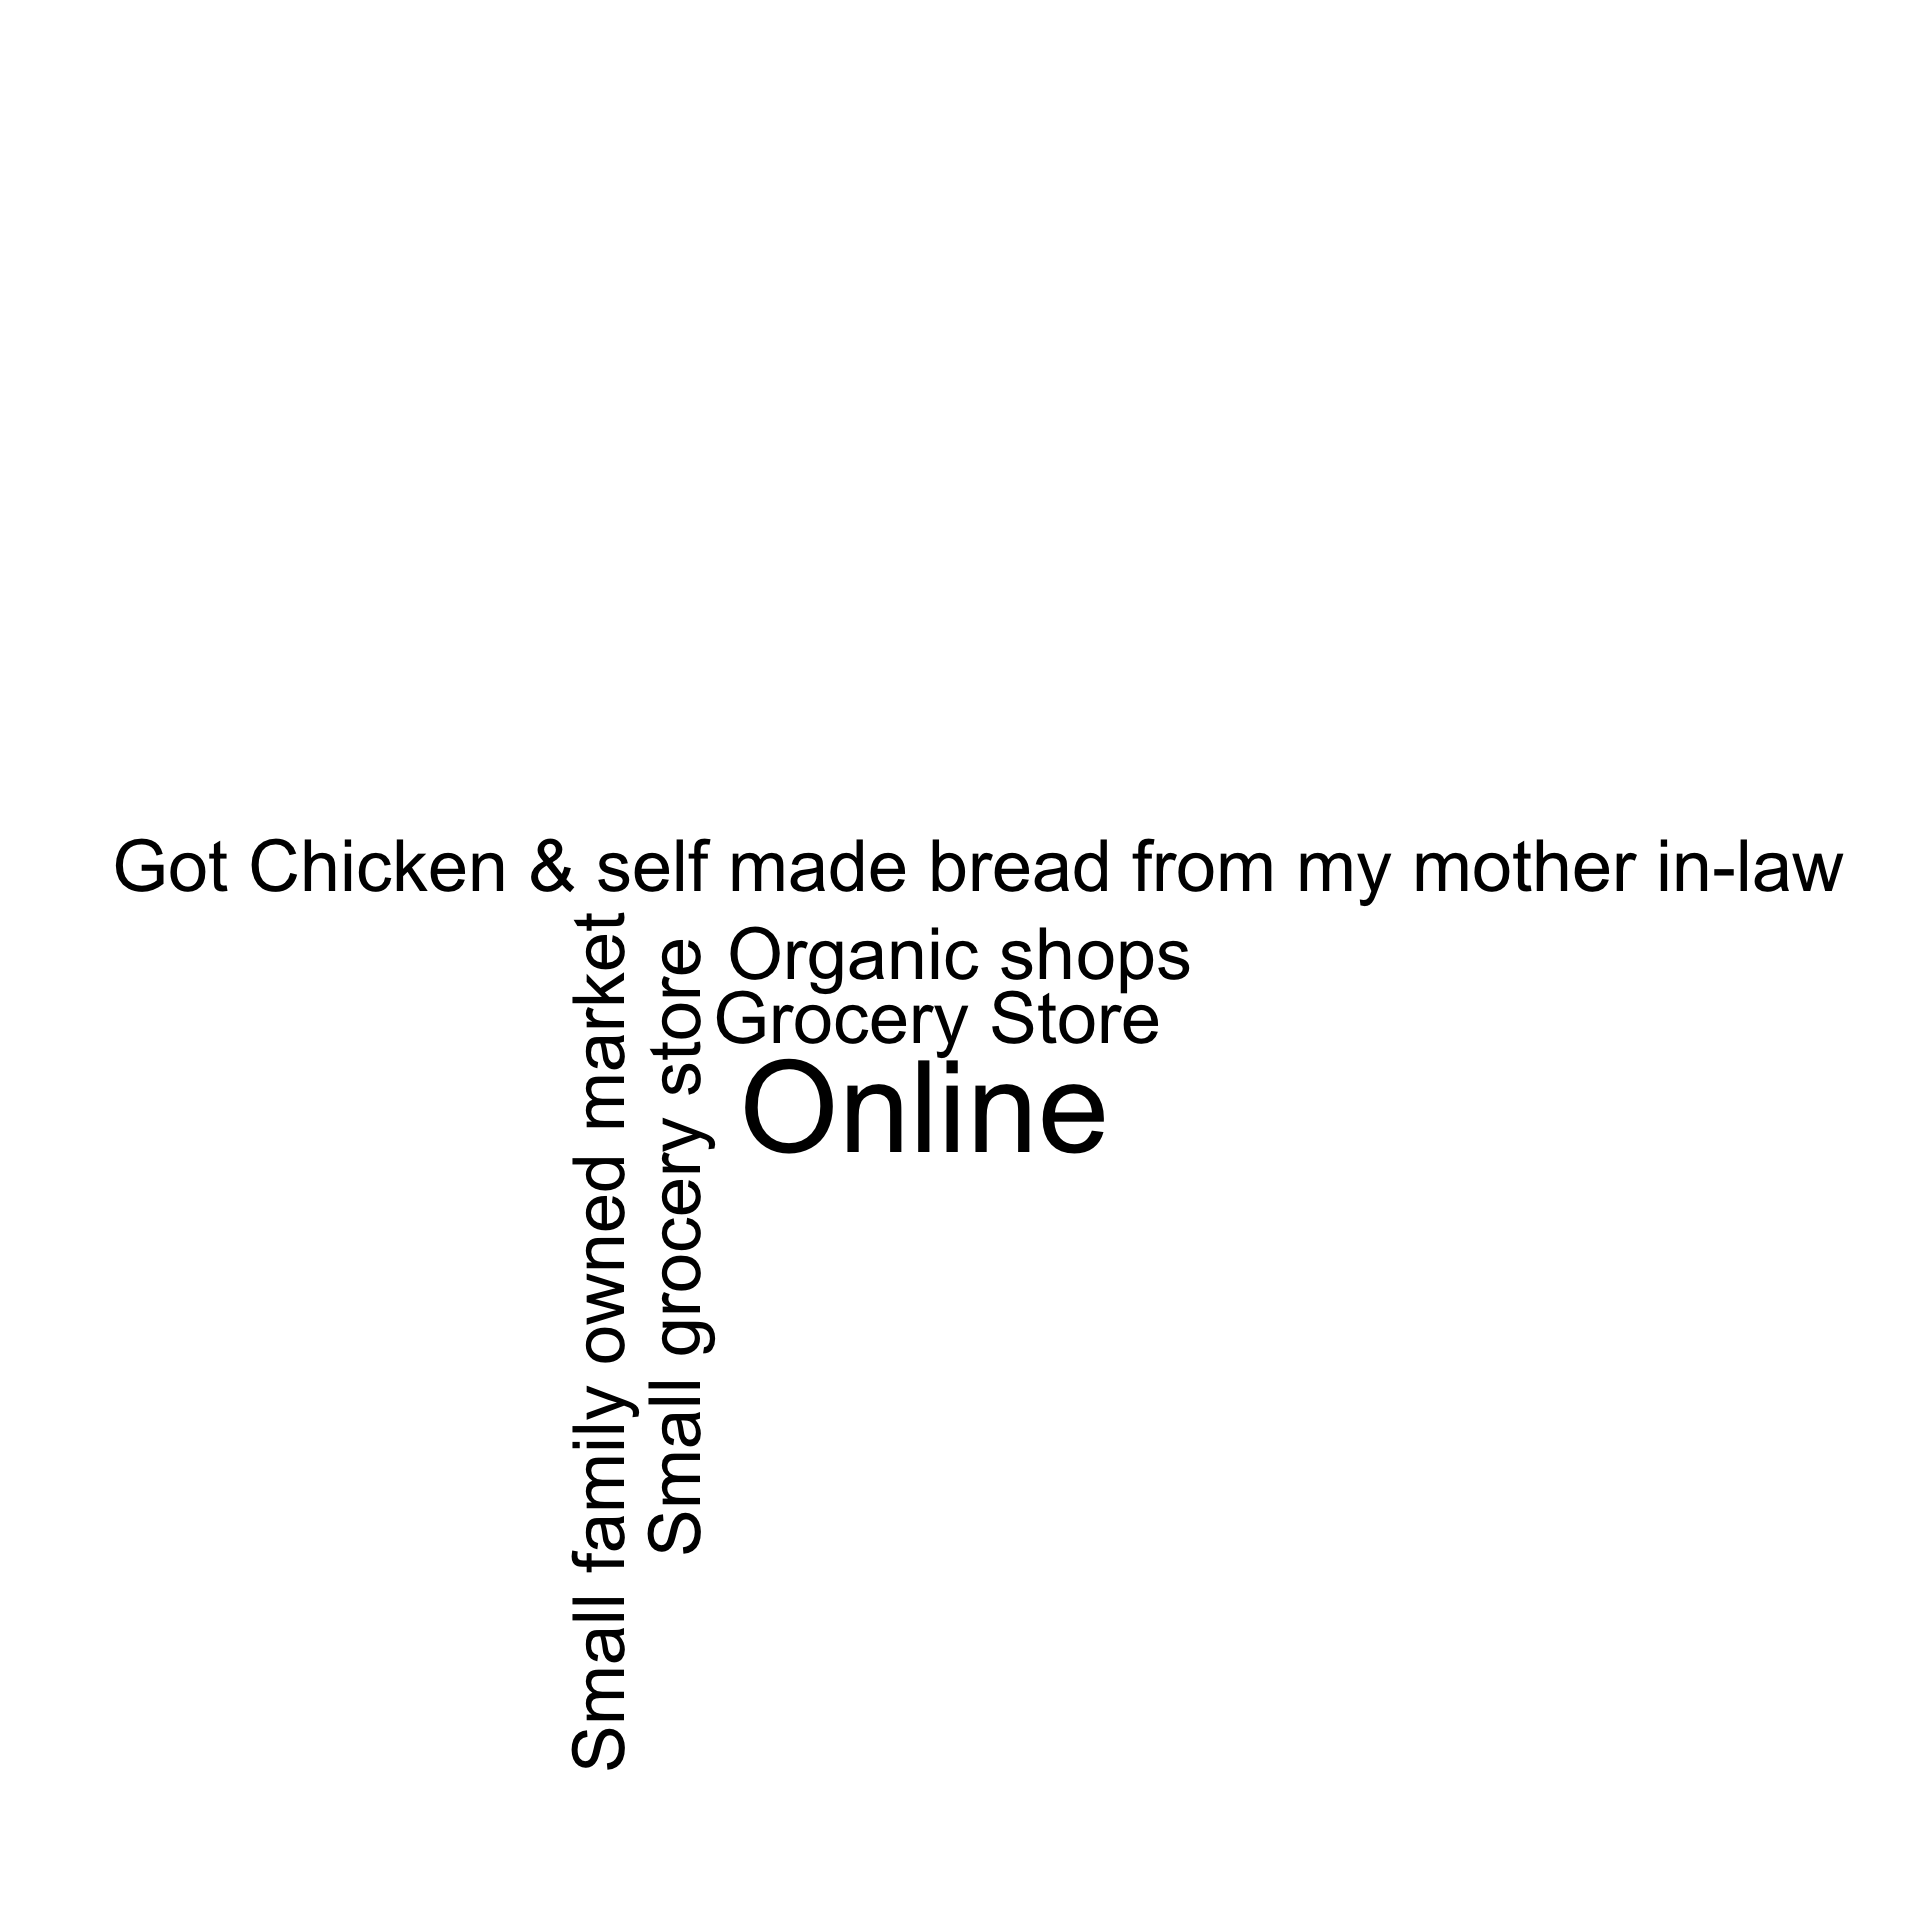 Got Chicken & self made bread from my mother in-law
Small family owned market
Small grocery store
Organic shops
Grocery Store
Online